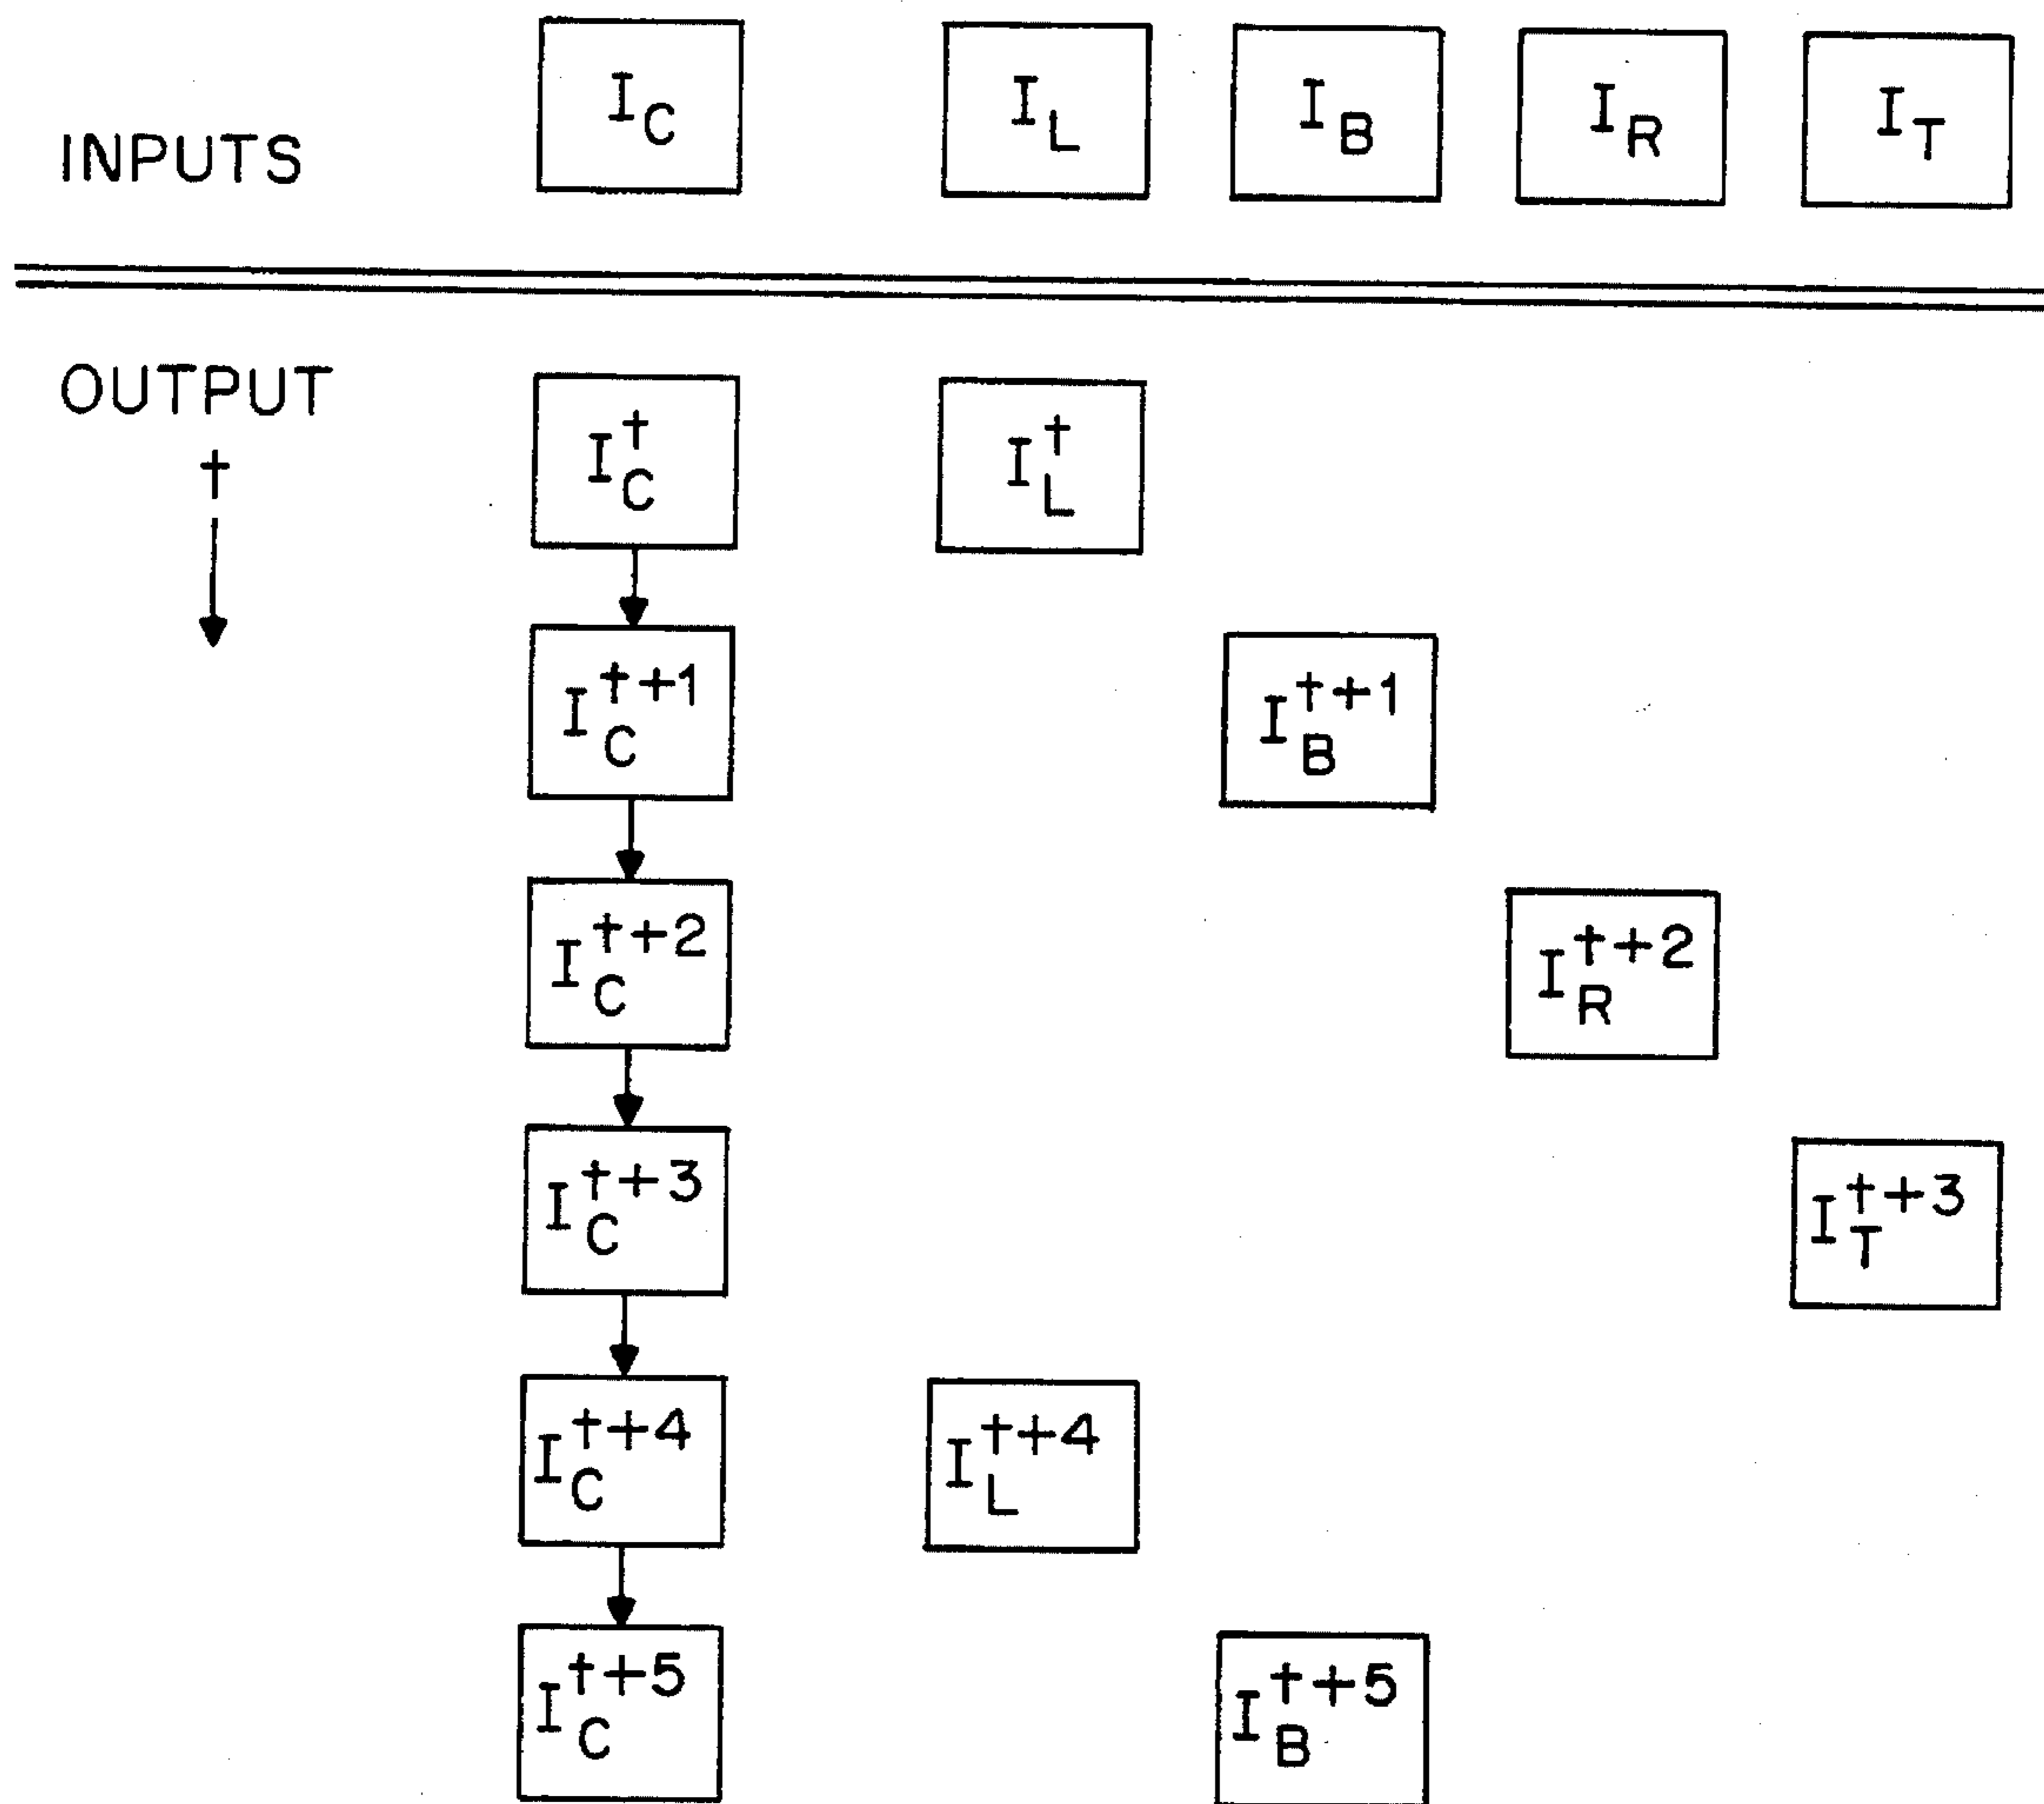 INPUTS I_C I_L I_B I_R I_T
OUTPUT
t
I_C^t I_L^t
I_C^t+1 I_B^t+1
I_C^t+2 I_R^t+2
I_C^t+3 I_T^t+3
I_C^t+4 I_L^t+4
I_C^t+5 I_B^t+5